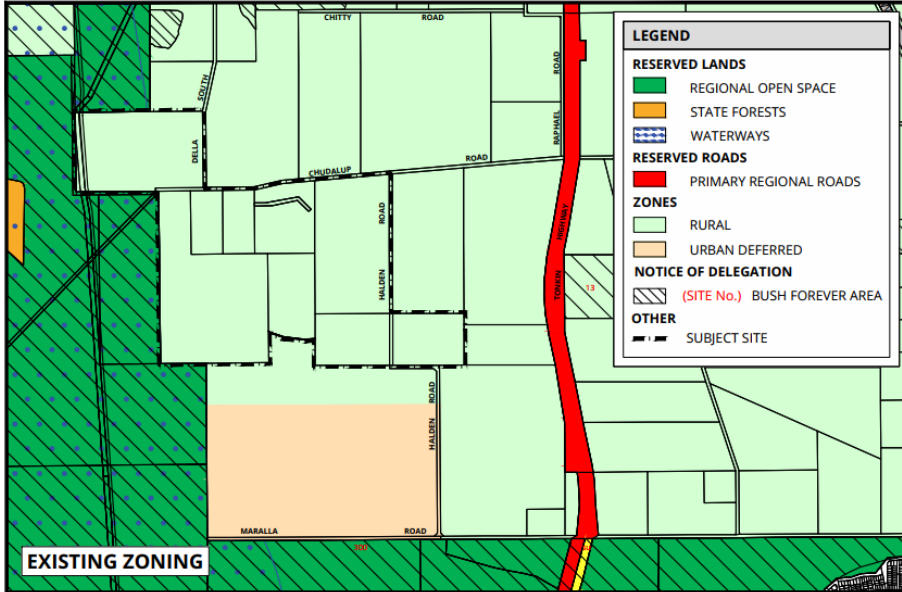 CHITTY ROAD
SOUTH
DELLA
ROAD
RAPHAEL
CHUDALUP ROAD
ROAD
HALDEN
HIGHWAY
TONKIN
13
ROAD
HALDEN
MARALLA ROAD
300
EXISTING ZONING
LEGEND
RESERVED LANDS
REGIONAL OPEN SPACE
STATE FORESTS
WATERWAYS
RESERVED ROADS
PRIMARY REGIONAL ROADS
ZONES
RURAL
URBAN DEFERRED
NOTICE OF DELEGATION
(SITE No.) BUSH FOREVER AREA
OTHER
SUBJECT SITE